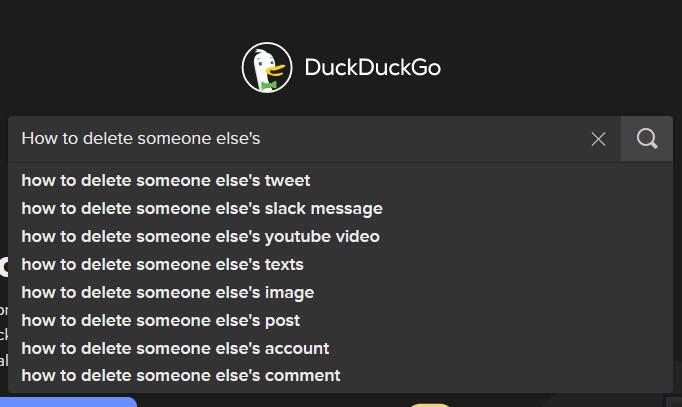 DuckDuckGo
How to delete someone else's
how to delete someone else's tweet
how to delete someone else's slack message
how to delete someone else's youtube video
how to delete someone else's texts
how to delete someone else's image
how to delete someone else's post
how to delete someone else's account
how to delete someone else's comment